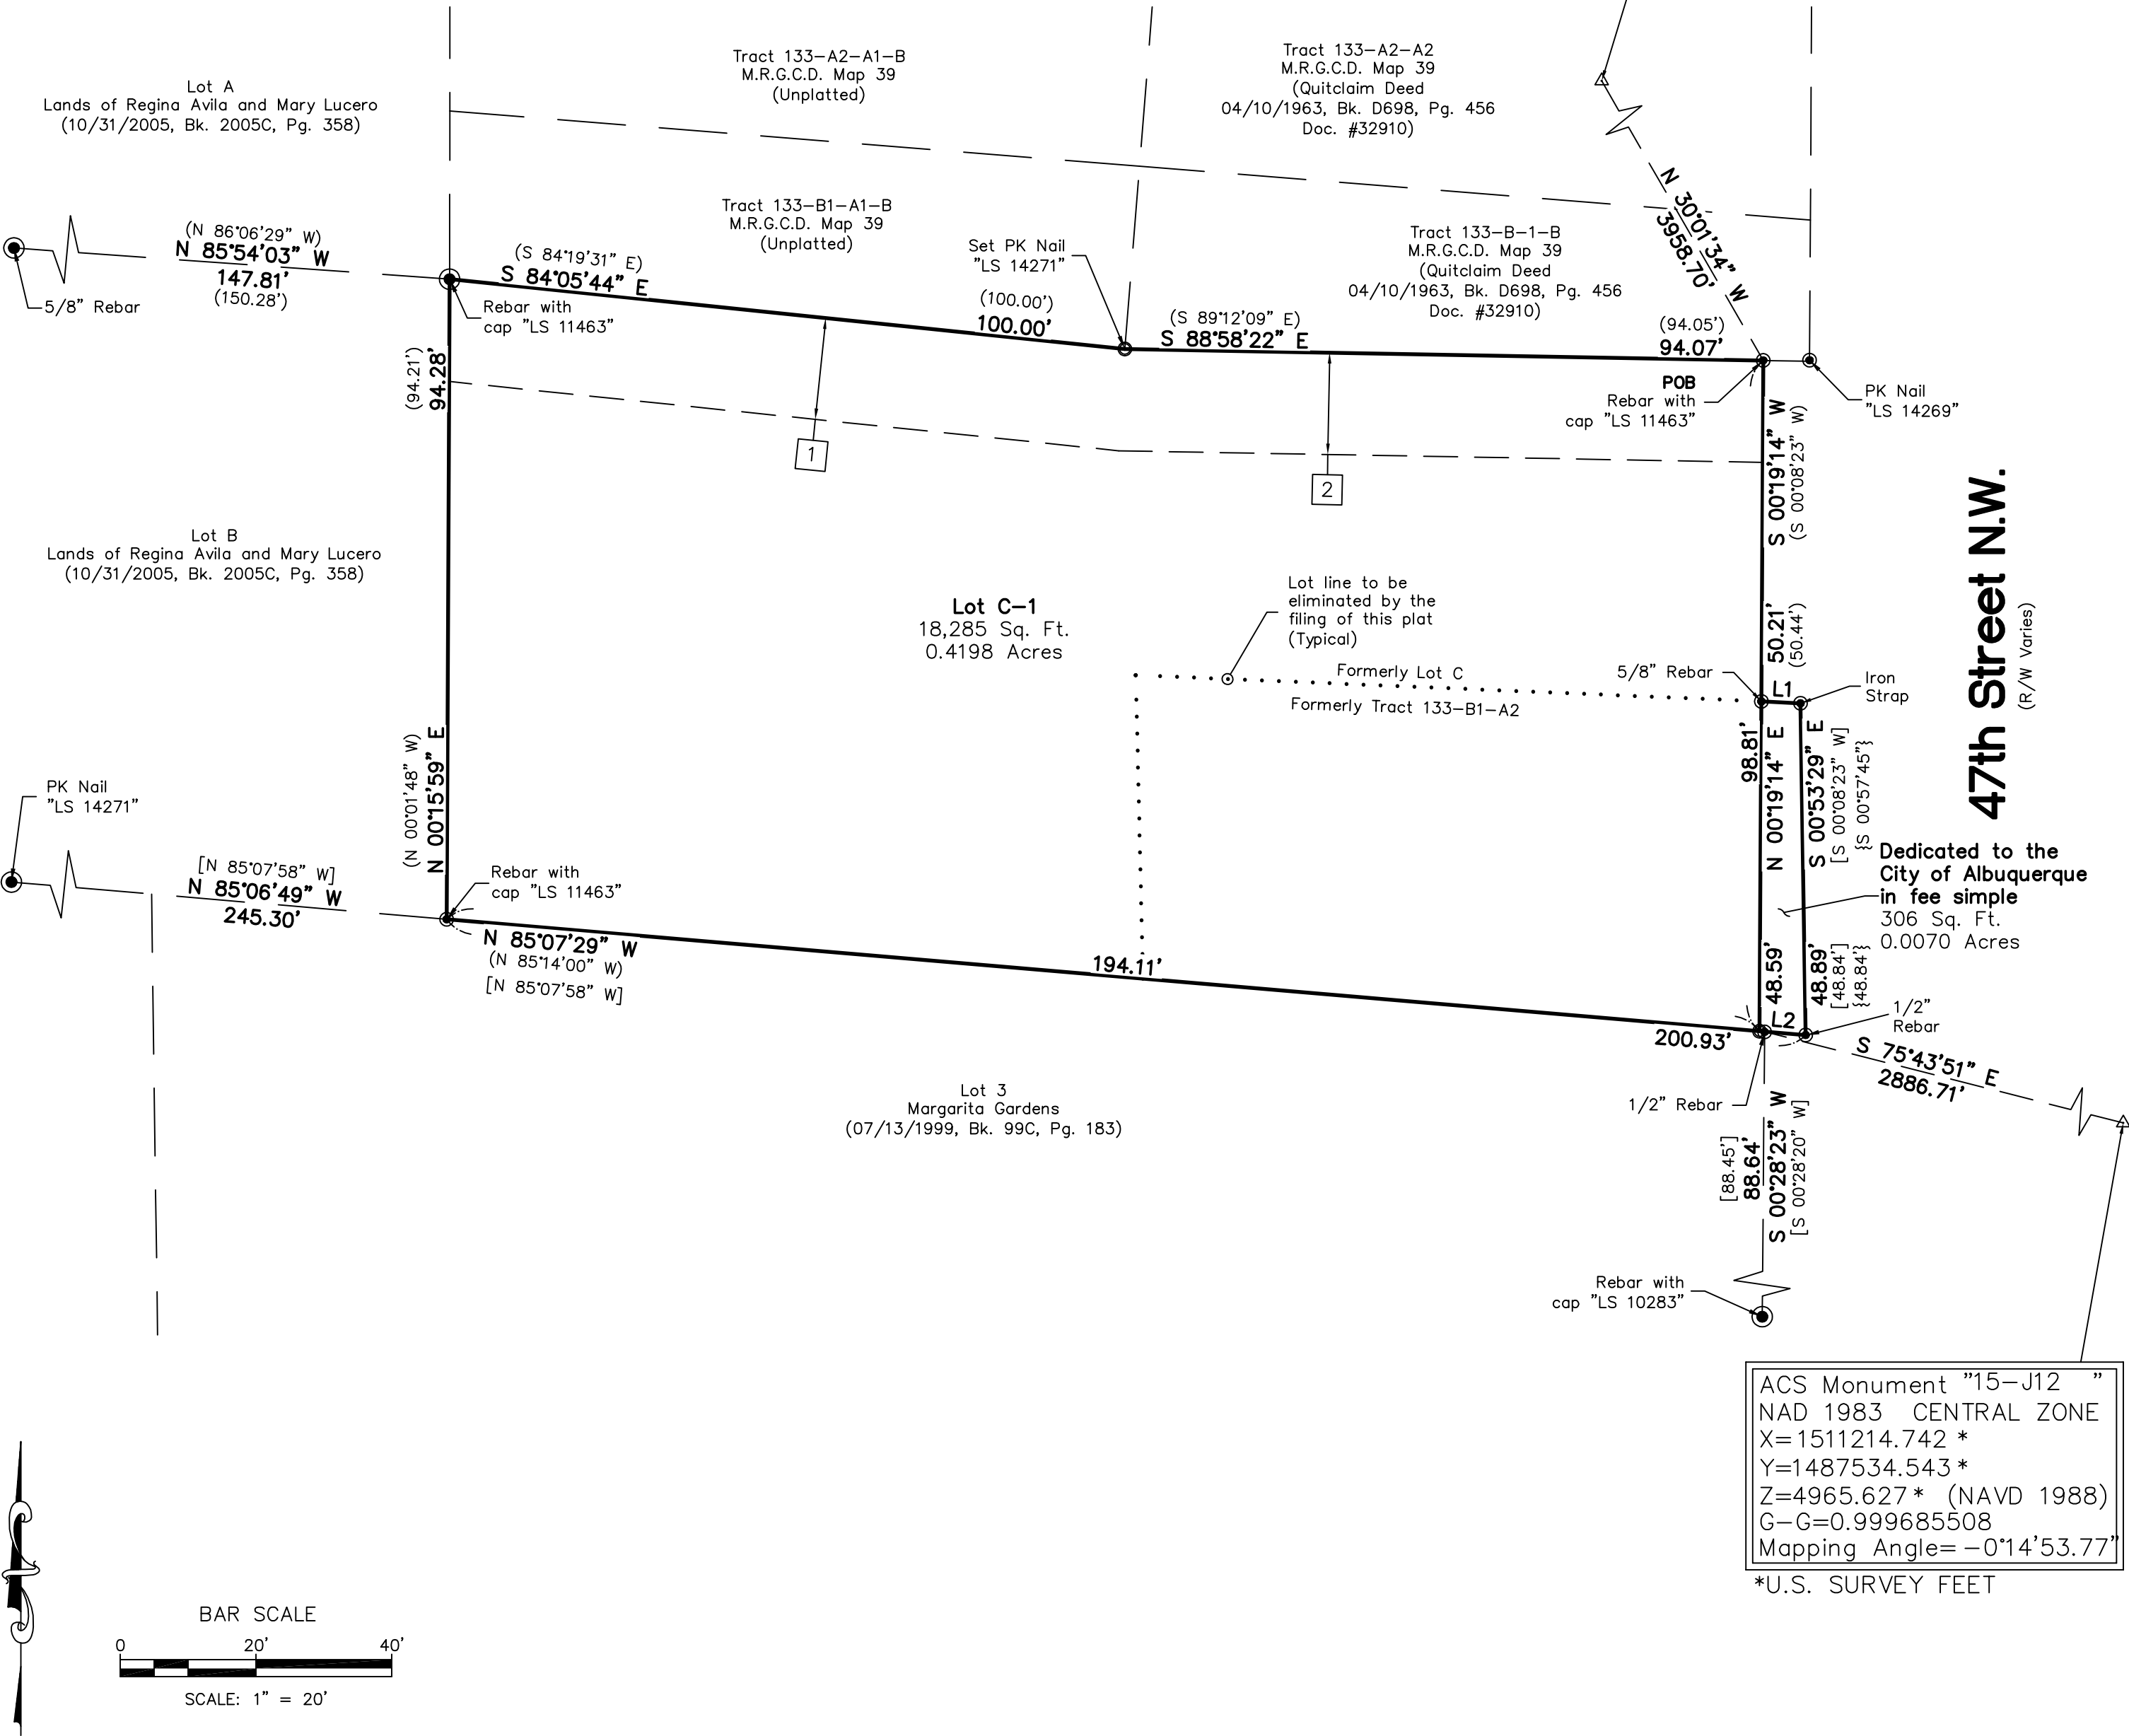 Lot A
Lands of Regina Avila and Mary Lucero
(10/31/2005, Bk. 2005C, Pg. 358)
Tract 133-A2-A1-B
M.R.G.C.D. Map 39
(Unplatted)
Tract 133-A2-A2
M.R.G.C.D. Map 39
(Quitclaim Deed
04/10/1963, Bk. D698, Pg. 456
Doc. #32910)
N 30°01'34" W
3958.70'
(N 86°06'29" W)
N 85°54'03" W
147.81'
(150.28')
5/8" Rebar
(S 84°19'31" E)
S 84°05'44" E
(100.00')
100.00'
Rebar with
cap "LS 11463"
Tract 133-B1-A1-B
M.R.G.C.D. Map 39
(Unplatted)
Set PK Nail
"LS 14271"
Tract 133-B-1-B
M.R.G.C.D. Map 39
(Quitclaim Deed
04/10/1963, Bk. D698, Pg. 456
Doc. #32910)
(S 89°12'09" E)
S 88°58'22" E
(94.05')
94.07'
POB
Rebar with
cap "LS 11463"
PK Nail
"LS 14269"
(94.21')
94.28'
1
2
S 00°19'14" W
(S 00°08'23" W)
50.21'
(50.44')
47th Street N.W.
(R/W Varies)
Lot B
Lands of Regina Avila and Mary Lucero
(10/31/2005, Bk. 2005C, Pg. 358)
Lot C-1
18,285 Sq. Ft.
0.4198 Acres
Lot line to be
eliminated by the
filing of this plat
(Typical)
Formerly Lot C
Formerly Tract 133-B1-A2
5/8" Rebar
L1
Iron
Strap
98.81'
N 00°19'14" E
48.59'
S 00°53'29" E
48.89'
[S 00°08'23" W]
[48.84']
{S 00°57'45"}
{48.84'}
Dedicated to the
City of Albuquerque
in fee simple
306 Sq. Ft.
0.0070 Acres
(N 00°01'48" W)
N 00°15'59" E
PK Nail
"LS 14271"
[N 85°07'58" W]
N 85°06'49" W
245.30'
Rebar with
cap "LS 11463"
N 85°07'29" W
(N 85°14'00" W)
[N 85°07'58" W]
194.11'
200.93'
L2
1/2"
Rebar
S 75°43'51" E
2886.71'
1/2" Rebar
Lot 3
Margarita Gardens
(07/13/1999, Bk. 99C, Pg. 183)
[88.45']
88.64'
S 00°28'23" W
[S 00°28'20" W]
Rebar with
cap "LS 10283"
ACS Monument "15-J12 "
NAD 1983 CENTRAL ZONE
X=1511214.742 *
Y=1487534.543 *
Z=4965.627 * (NAVD 1988)
G-G=0.999685508
Mapping Angle= -0°14'53.77"
*U.S. SURVEY FEET
BAR SCALE
0 20' 40'
SCALE: 1" = 20'